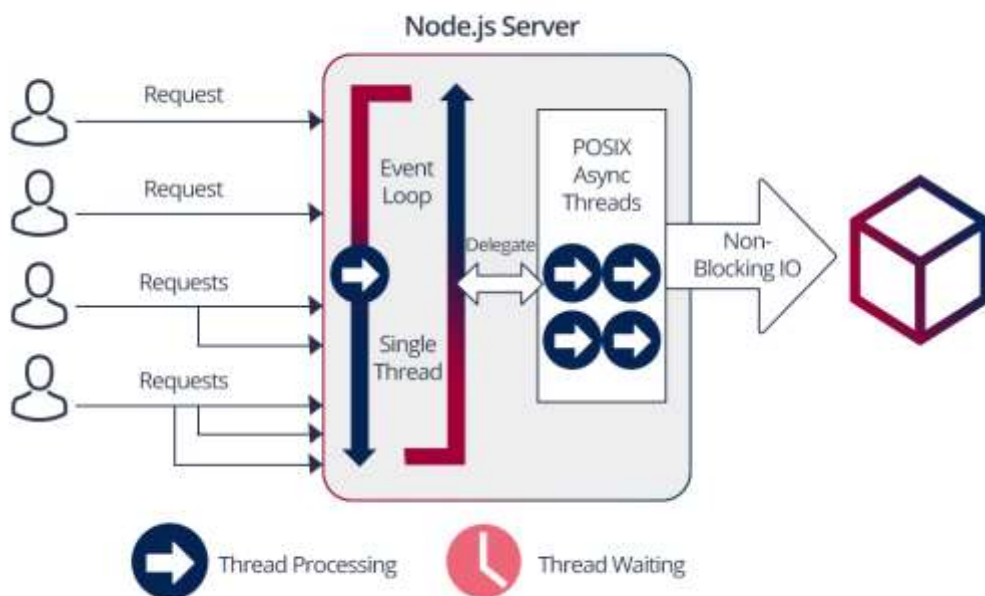 Node.js Server
Request
Request
Requests
Requests
Event
Loop
Single
Thread
Delegate
POSIX
Async
Threads
Non-
Blocking IO
Thread Processing
Thread Waiting